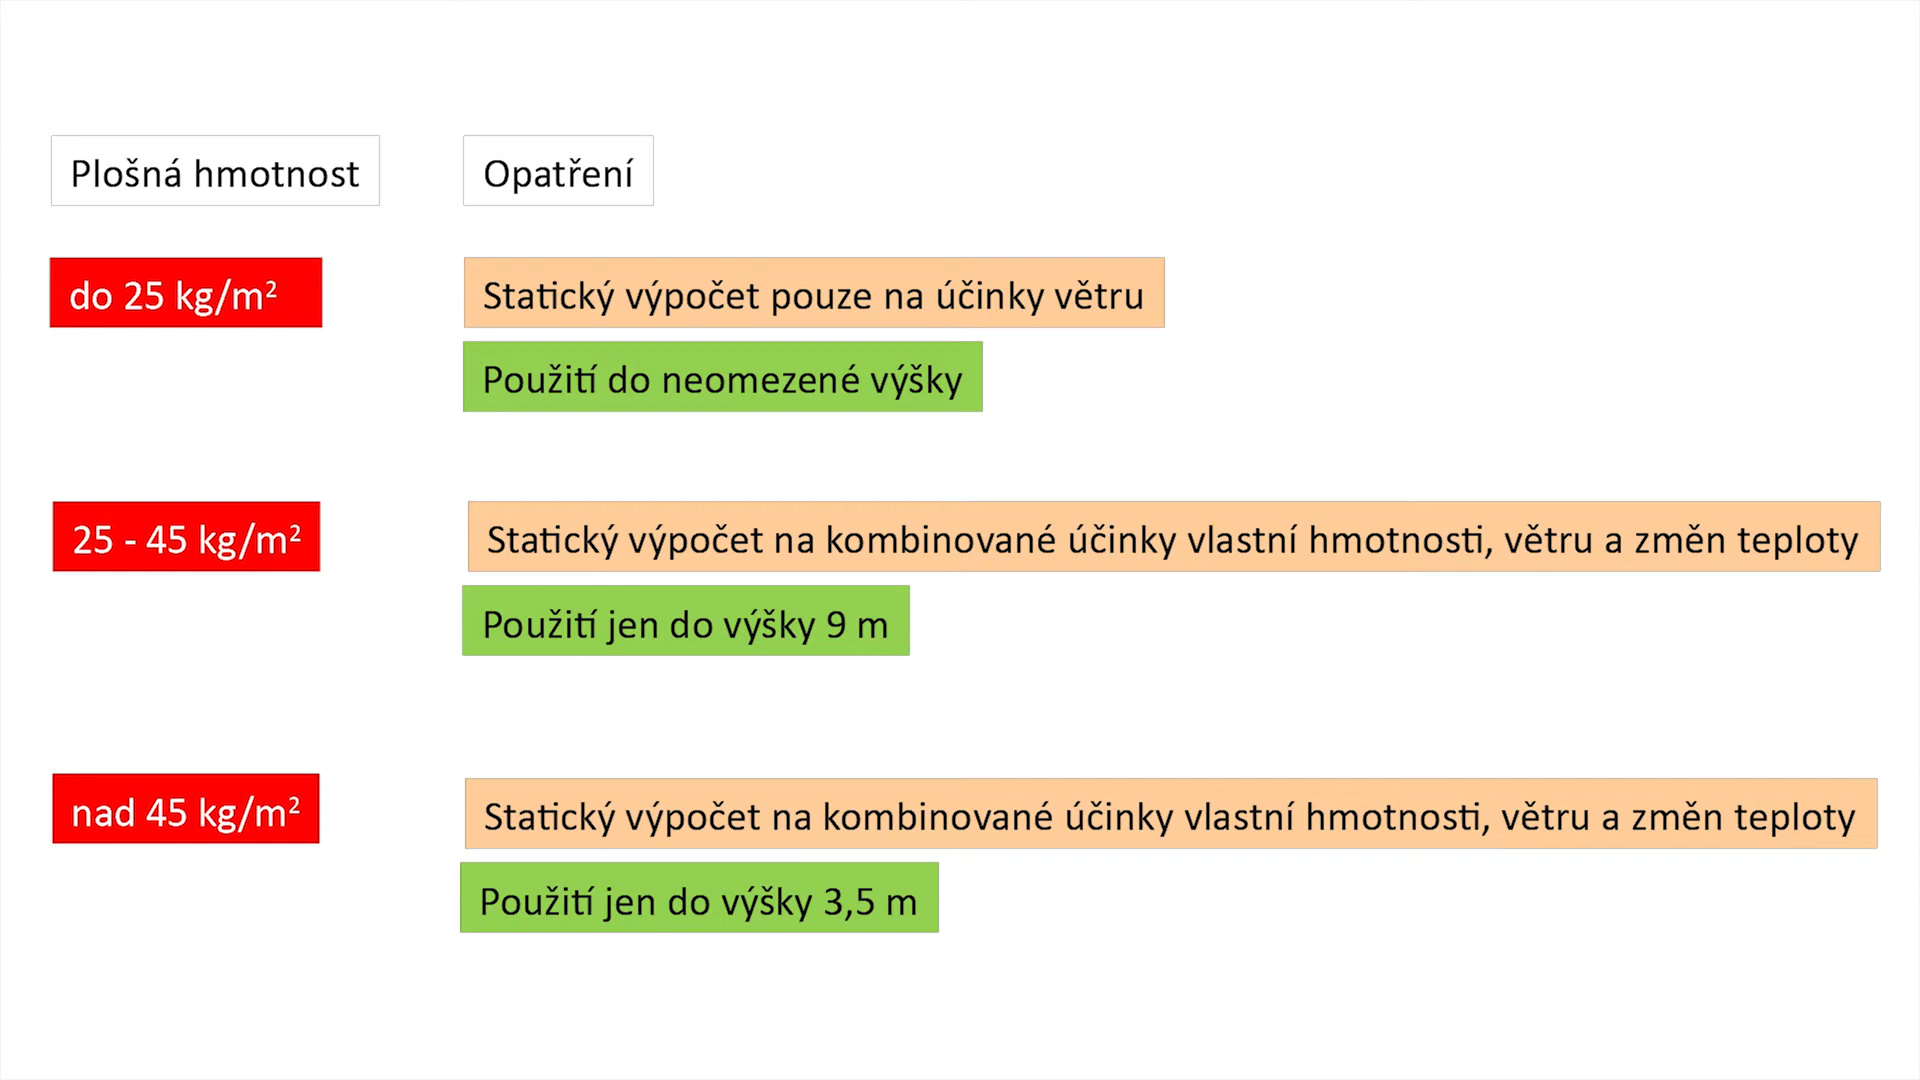 Plošná hmotnost
Opatření
do 25 kg/m²
Statický výpočet pouze na účinky větru
Použití do neomezené výšky
25 - 45 kg/m²
Statický výpočet na kombinované účinky vlastní hmotnosti, větru a změn teploty
Použití jen do výšky 9 m
nad 45 kg/m²
Statický výpočet na kombinované účinky vlastní hmotnosti, větru a změn teploty
Použití jen do výšky 3,5 m